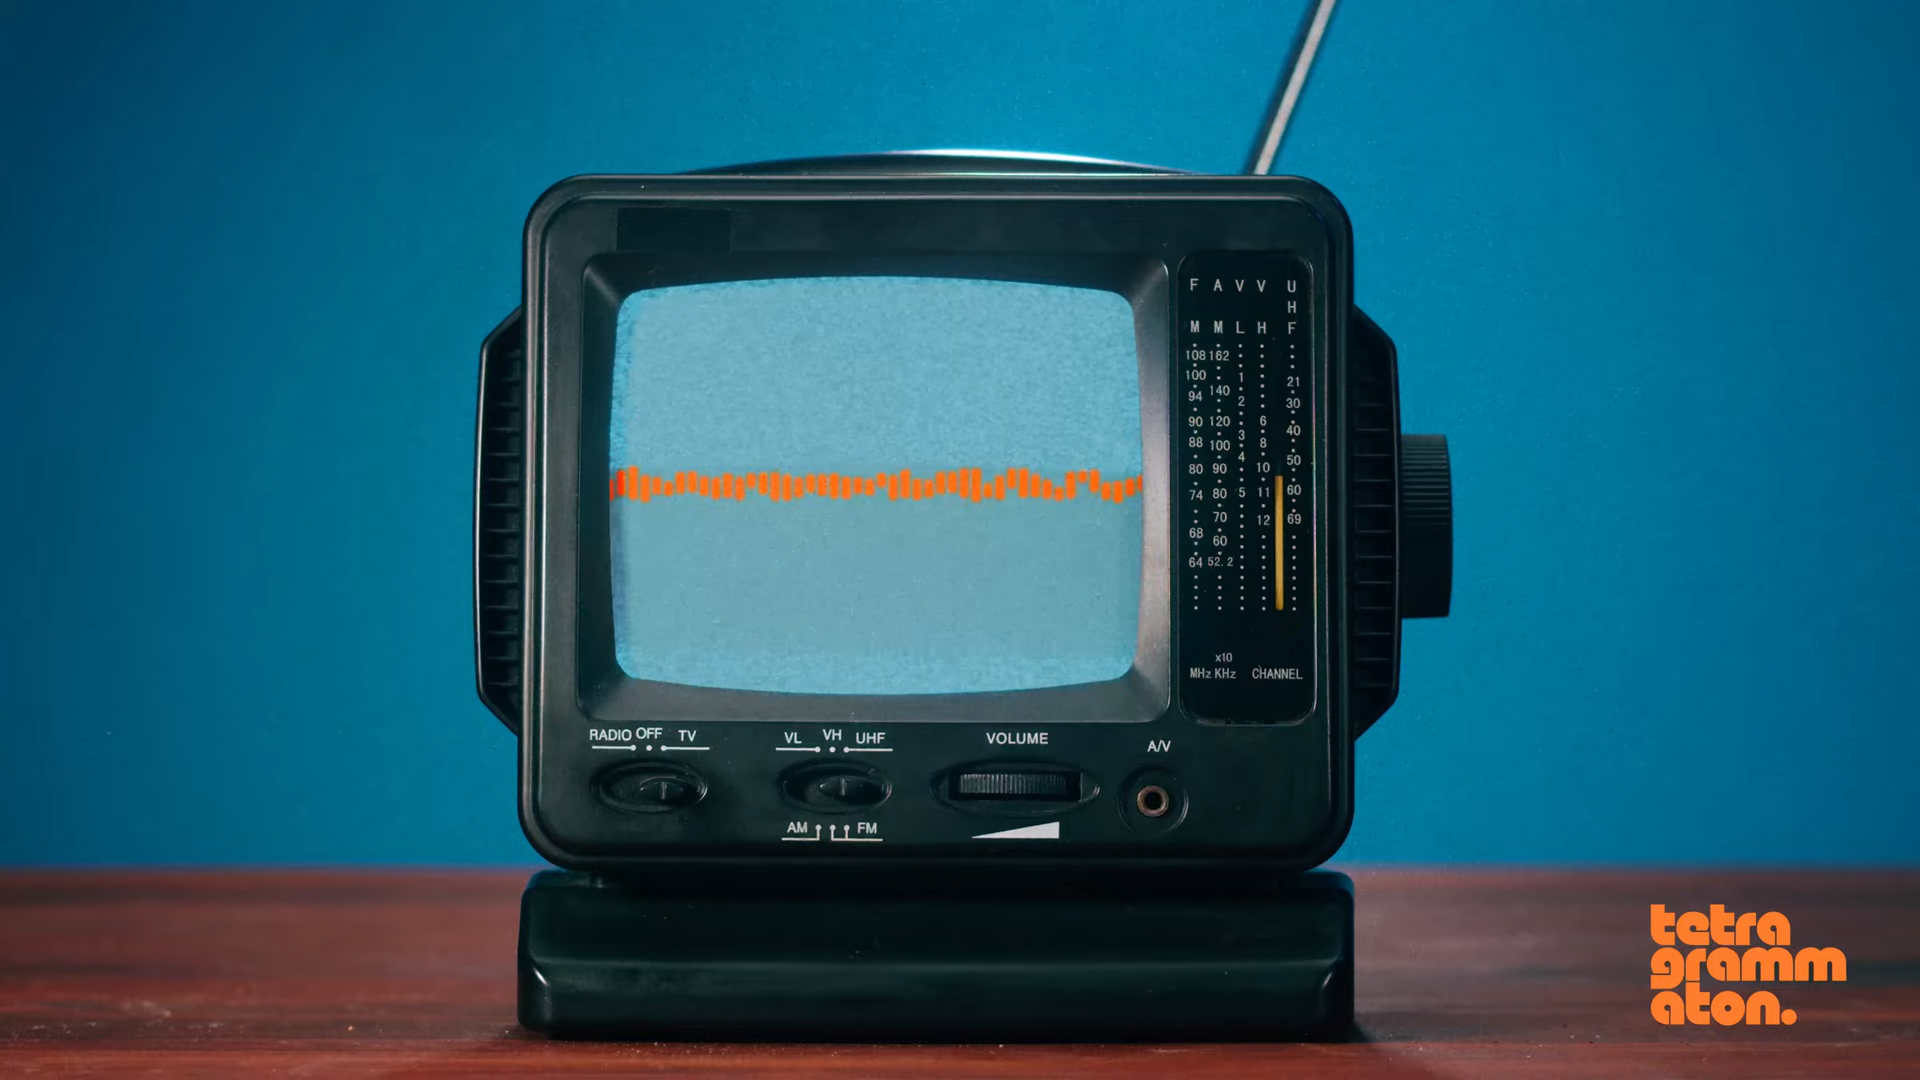 F A V V U
H
M M L H F
108 162
100
1
21
94
140
2
30
90 120
6
40
3
88 100
8
4
50
80 90
10
74 80 5 11 60
70
12 69
68
60
64 52.2
x10
MHz KHz CHANNEL
RADIO OFF TV
VL VH UHF
VOLUME
A/V
AM FM
tetra
gramm
aton.